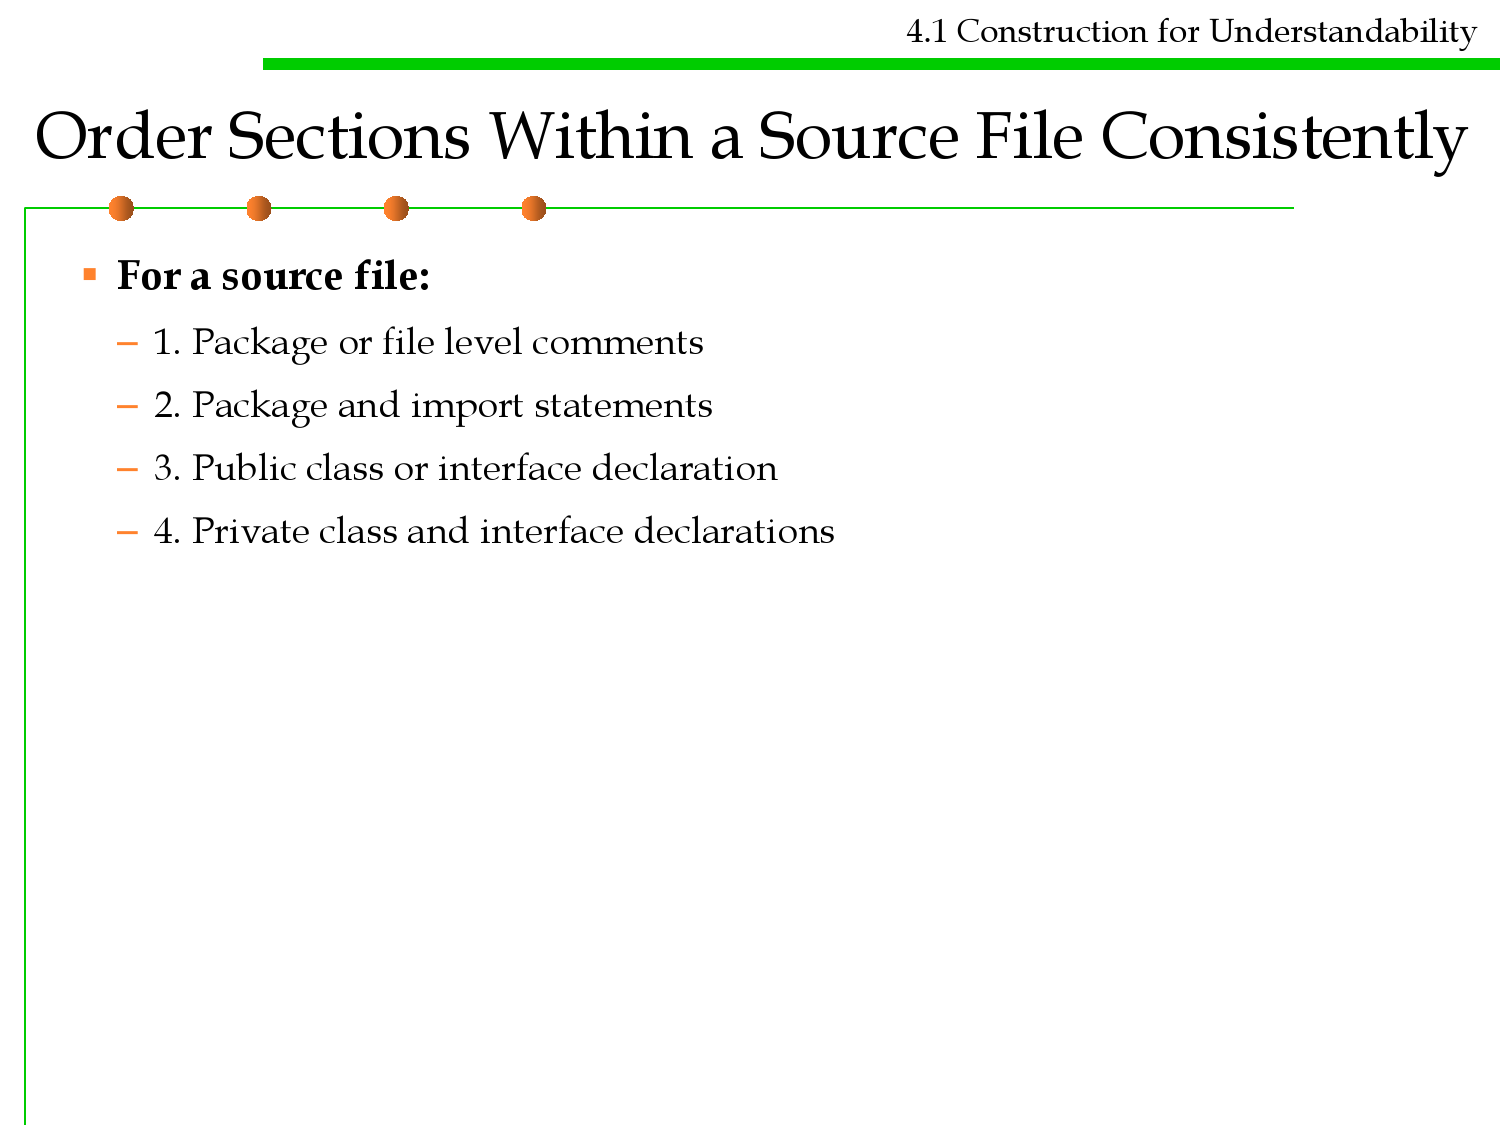 4.1 Construction for Understandability
Order Sections Within a Source File Consistently
▪ For a source file:
– 1. Package or file level comments
– 2. Package and import statements
– 3. Public class or interface declaration
– 4. Private class and interface declarations